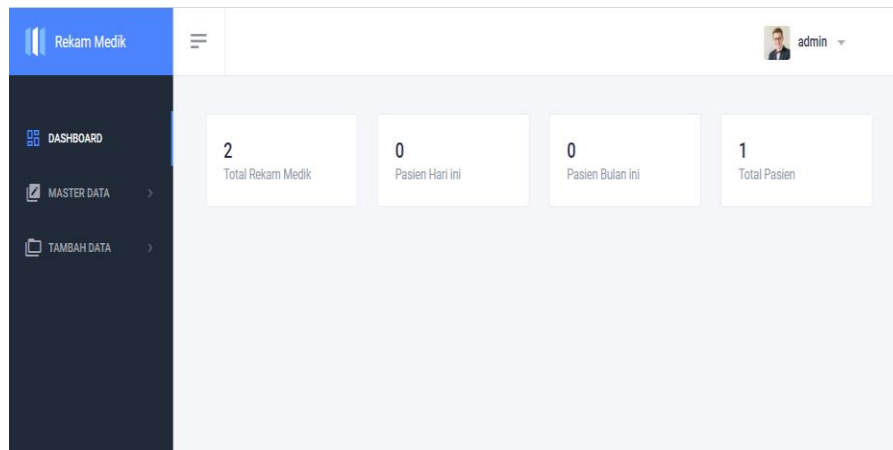 Rekam Medik
admin
DASHBOARD
MASTER DATA
TAMBAH DATA
2
Total Rekam Medik
0
Pasien Hari ini
0
Pasien Bulan ini
1
Total Pasien